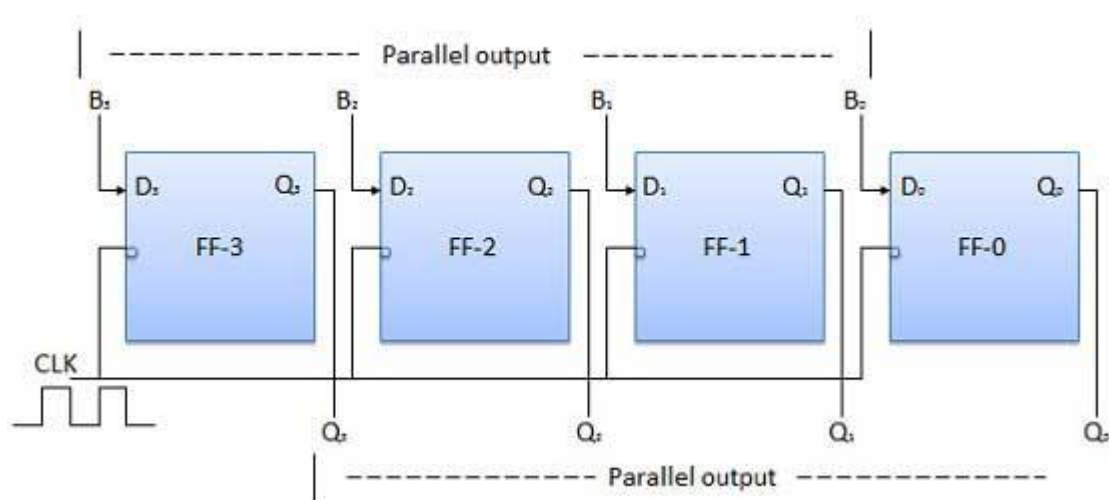 Parallel output
B₃ B₂ B₁ B₀
D₃ Q₃ D₂ Q₂ D₁ Q₁ D₀ Q₀
FF-3 FF-2 FF-1 FF-0
CLK
Q₃ Q₂ Q₁ Q₀
Parallel output